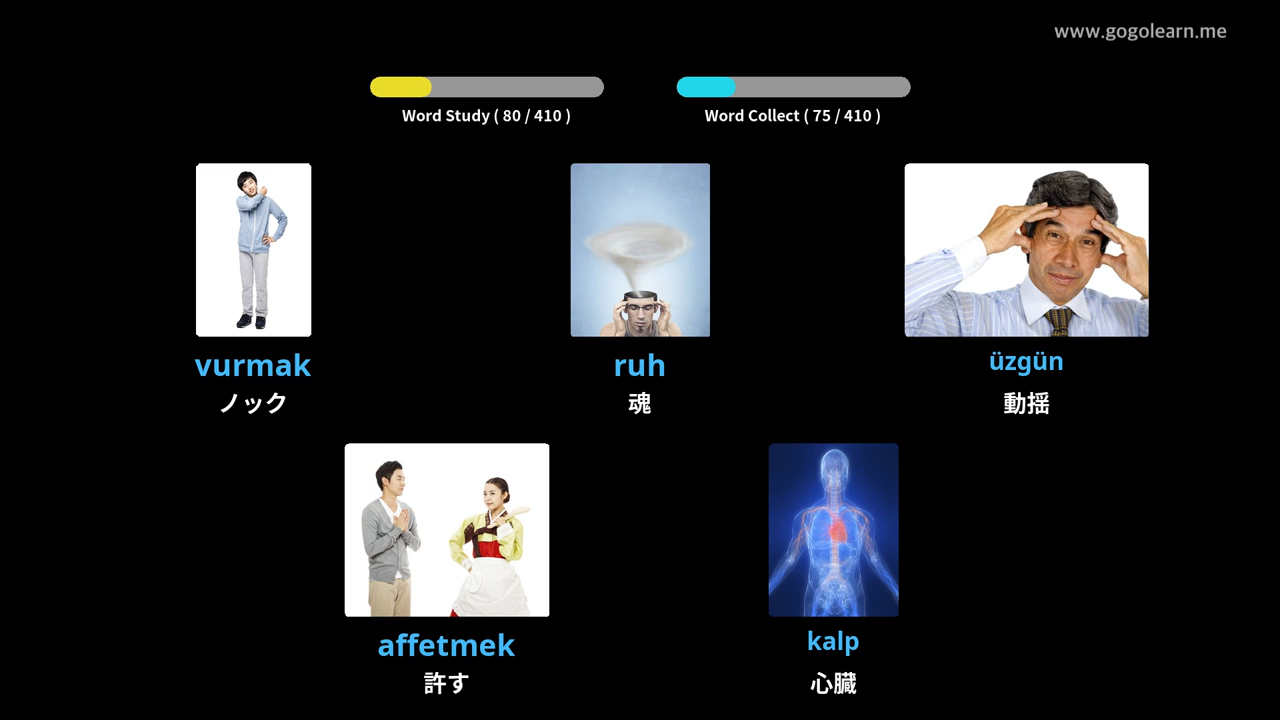 www.gogolearn.me
Word Study ( 80 / 410 )
Word Collect ( 75 / 410 )
vurmak
ノック
ruh
魂
üzgün
動揺
affetmek
許す
kalp
心臓